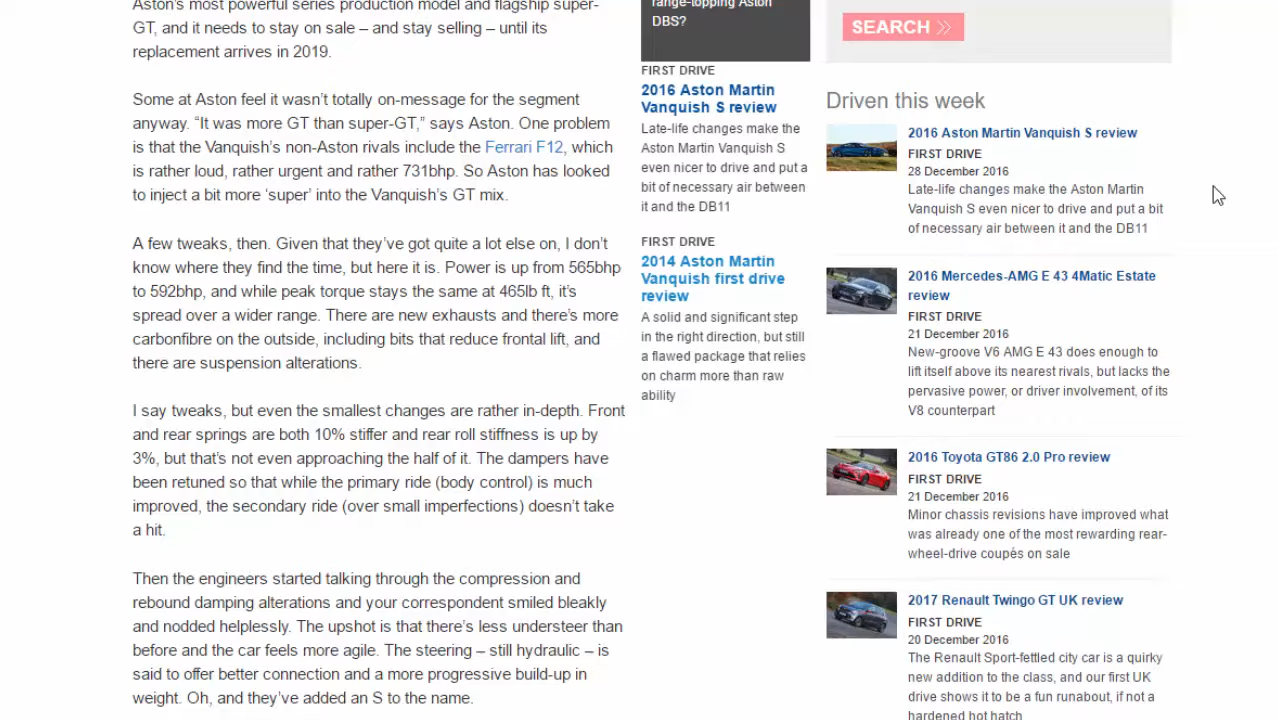 Aston's most powerful series production model and flagship super-
GT, and it needs to stay on sale – and stay selling – until its
replacement arrives in 2019.
Some at Aston feel it wasn't totally on-message for the segment
anyway. “It was more GT than super-GT,” says Aston. One problem
is that the Vanquish's non-Aston rivals include the Ferrari F12, which
is rather loud, rather urgent and rather 731bhp. So Aston has looked
to inject a bit more ‘super’ into the Vanquish's GT mix.
A few tweaks, then. Given that they've got quite a lot else on, I don't
know where they find the time, but here it is. Power is up from 565bhp
to 592bhp, and while peak torque stays the same at 465lb ft, it's
spread over a wider range. There are new exhausts and there's more
carbonfibre on the outside, including bits that reduce frontal lift, and
there are suspension alterations.
I say tweaks, but even the smallest changes are rather in-depth. Front
and rear springs are both 10% stiffer and rear roll stiffness is up by
3%, but that's not even approaching the half of it. The dampers have
been retuned so that while the primary ride (body control) is much
improved, the secondary ride (over small imperfections) doesn't take
a hit.
Then the engineers started talking through the compression and
rebound damping alterations and your correspondent smiled bleakly
and nodded helplessly. The upshot is that there's less understeer than
before and the car feels more agile. The steering – still hydraulic – is
said to offer better connection and a more progressive build-up in
weight. Oh, and they've added an S to the name.
range-topping Aston
DBS?
FIRST DRIVE
2016 Aston Martin
Vanquish S review
Late-life changes make the
Aston Martin Vanquish S
even nicer to drive and put a
bit of necessary air between
it and the DB11
FIRST DRIVE
2014 Aston Martin
Vanquish first drive
review
A solid and significant step
in the right direction, but still
a flawed package that relies
on charm more than raw
ability
SEARCH
Driven this week
2016 Aston Martin Vanquish S review
FIRST DRIVE
28 December 2016
Late-life changes make the Aston Martin
Vanquish S even nicer to drive and put a bit
of necessary air between it and the DB11
2016 Mercedes-AMG E 43 4Matic Estate
review
FIRST DRIVE
21 December 2016
New-groove V6 AMG E 43 does enough to
lift itself above its nearest rivals, but lacks the
pervasive power, or driver involvement, of its
V8 counterpart
2016 Toyota GT86 2.0 Pro review
FIRST DRIVE
21 December 2016
Minor chassis revisions have improved what
was already one of the most rewarding rear-
wheel-drive coupés on sale
2017 Renault Twingo GT UK review
FIRST DRIVE
20 December 2016
The Renault Sport-fettled city car is a quirky
new addition to the class, and our first UK
drive shows it to be a fun runabout, if not a
hardened hot hatch